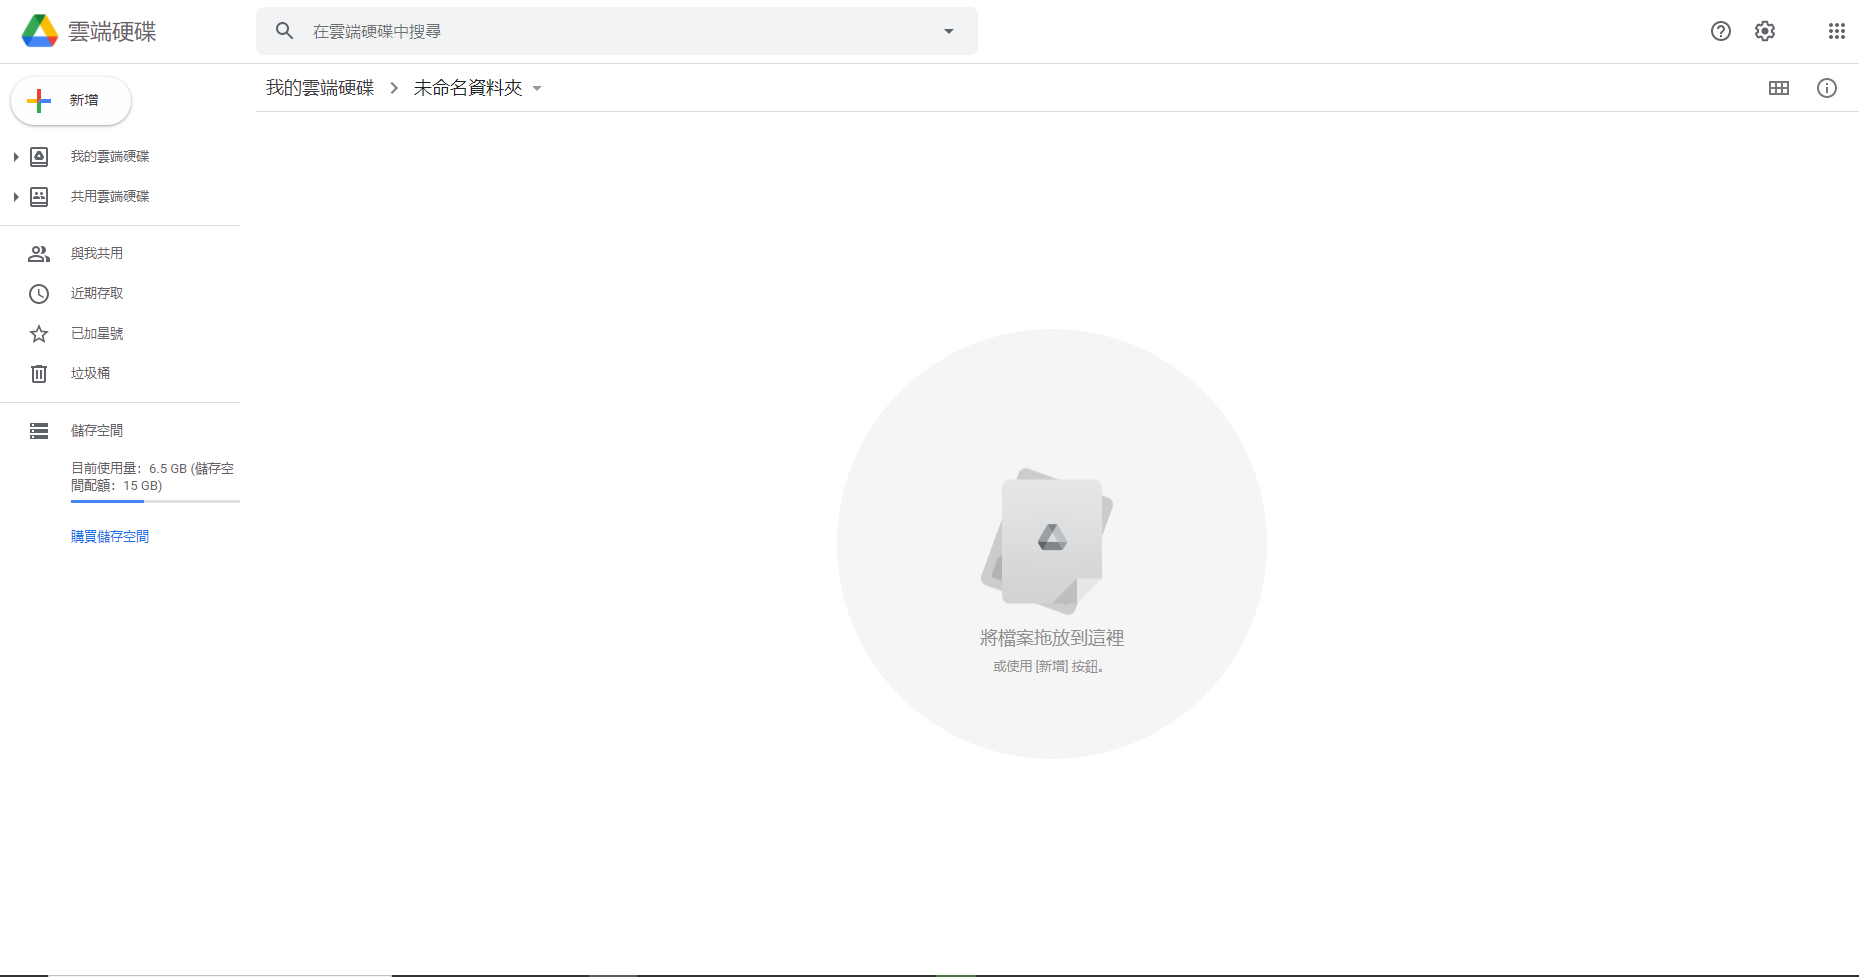 雲端硬碟
在雲端硬碟中搜尋
我的雲端硬碟
未命名資料夾
新增
我的雲端硬碟
共用雲端硬碟
與我共用
近期存取
已加星號
垃圾桶
儲存空間
目前使用量：6.5 GB (儲存空
間配額：15 GB)
購買儲存空間
將檔案拖放到這裡
或使用 [新增] 按鈕。